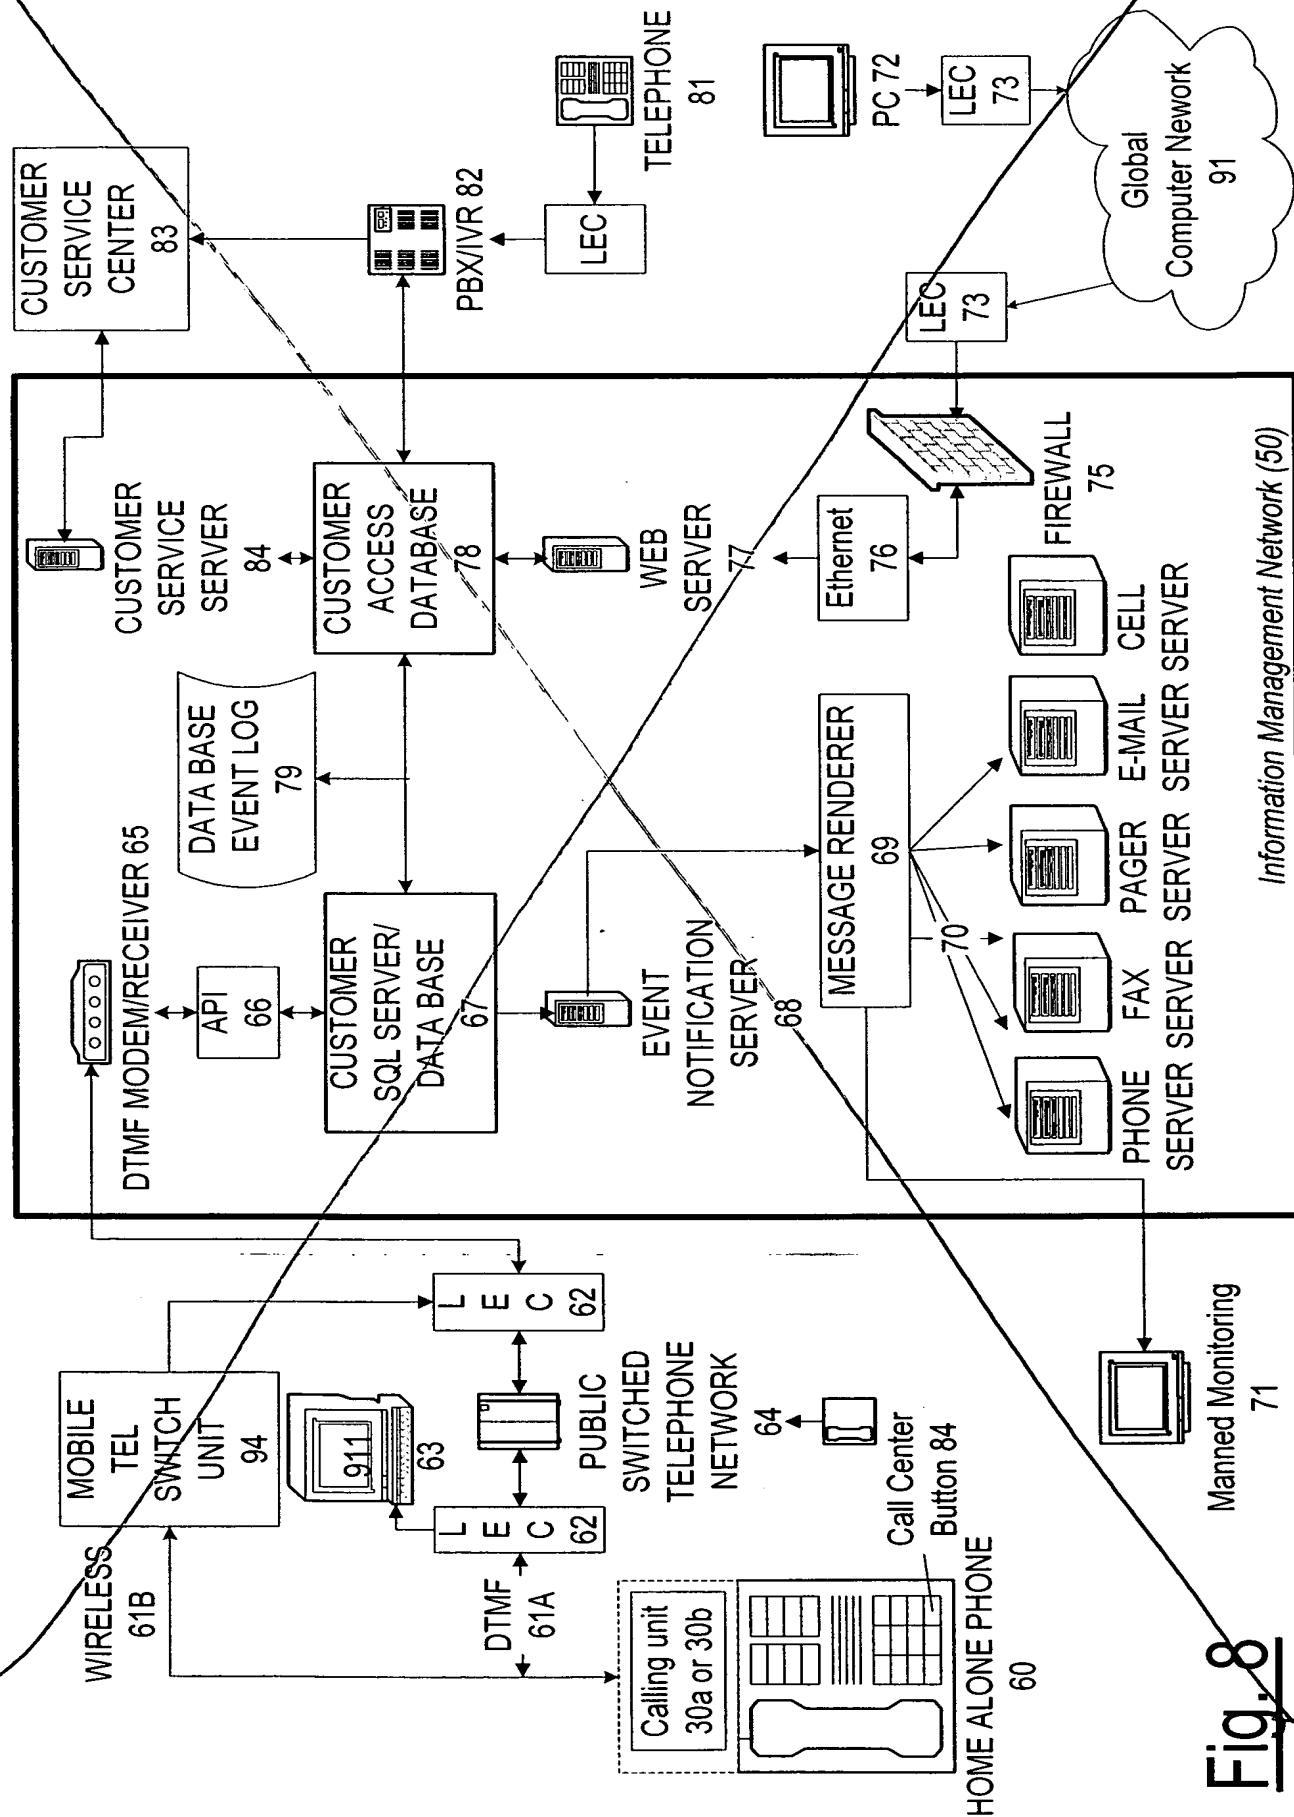 WIRELESS
61B
MOBILE
TEL
SWITCH
UNIT
94
911
63
DTMF
61A
L
E
C
62
PUBLIC
SWITCHED
TELEPHONE
NETWORK
64
L
E
C
62
Calling unit
30a or 30b
Call Center
Button 84
HOME ALONE PHONE
60
Manned Monitoring
71
DTMF MODEM/RECEIVER 65
API
66
CUSTOMER
SQL SERVER/
DATA BASE
67
DATA BASE
EVENT LOG
79
CUSTOMER
SERVICE
SERVER
84
CUSTOMER
ACCESS
DATABASE
78
EVENT
NOTIFICATION
SERVER
68
WEB
SERVER
77
MESSAGE RENDERER
69
70
Ethernet
76
FIREWALL
75
PHONE
SERVER
FAX
SERVER
PAGER
SERVER
E-MAIL
SERVER
CELL
SERVER
Information Management Network (50)
CUSTOMER
SERVICE
CENTER
83
PBX/IVR 82
LEC
TELEPHONE
81
PC 72
LEC
73
LEC
73
Global
Computer Nework
91
Fig. 8